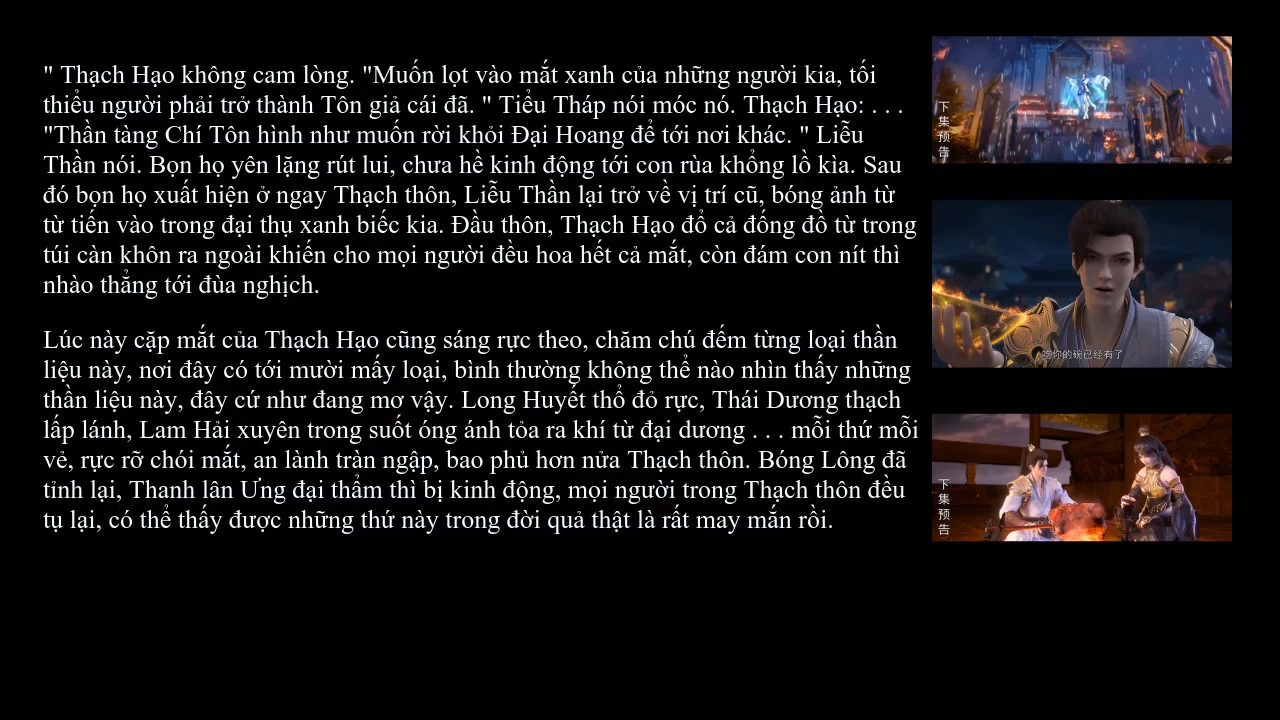 " Thạch Hạo không cam lòng. "Muốn lọt vào mắt xanh của những người kia, tối
thiểu người phải trở thành Tôn giả cái đã. " Tiểu Tháp nói móc nó. Thạch Hạo: . . .
"Thần tàng Chí Tôn hình như muốn rời khỏi Đại Hoang để tới nơi khác. " Liễu
Thần nói. Bọn họ yên lặng rút lui, chưa hề kinh động tới con rùa khổng lồ kìa. Sau
đó bọn họ xuất hiện ở ngay Thạch thôn, Liễu Thần lại trở về vị trí cũ, bóng ảnh từ
từ tiến vào trong đại thụ xanh biếc kia. Đầu thôn, Thạch Hạo đổ cả đống đồ từ trong
túi càn khôn ra ngoài khiến cho mọi người đều hoa hết cả mắt, còn đám con nít thì
nhào thẳng tới đùa nghịch.
Lúc này cặp mắt của Thạch Hạo cũng sáng rực theo, chăm chú đếm từng loại thần
liệu này, nơi đây có tới mười mấy loại, bình thường không thể nào nhìn thấy những
thần liệu này, đây cứ như đang mơ vậy. Long Huyết thổ đỏ rực, Thái Dương thạch
lấp lánh, Lam Hải xuyên trong suốt óng ánh tỏa ra khí từ đại dương . . . mỗi thứ mỗi
vẻ, rực rỡ chói mắt, an lành tràn ngập, bao phủ hơn nửa Thạch thôn. Bóng Lông đã
tỉnh lại, Thanh lân Ưng đại thẩm thì bị kinh động, mọi người trong Thạch thôn đều
tụ lại, có thể thấy được những thứ này trong đời quả thật là rất may mắn rồi.
下集预告
你的碗已经有了
下集预告